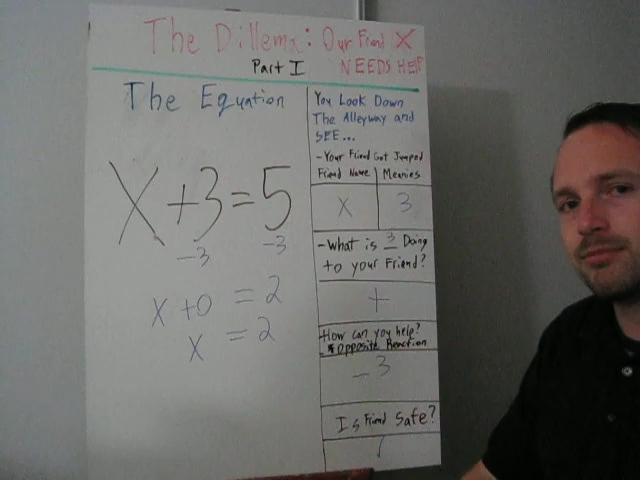 The Dillema: Our Friend X
Part I NEEDS HELP
The Equation
x + 3 = 5
-3 -3
x + 0 = 2
x = 2
You Look Down
The Alleyway and
SEE...
- Your Friend Got Jumped
Friend Name Meanies
X 3
- What is 3 Doing
to your Friend?
+
How can you help?
* Opposite Reaction
- 3
Is Friend Safe?